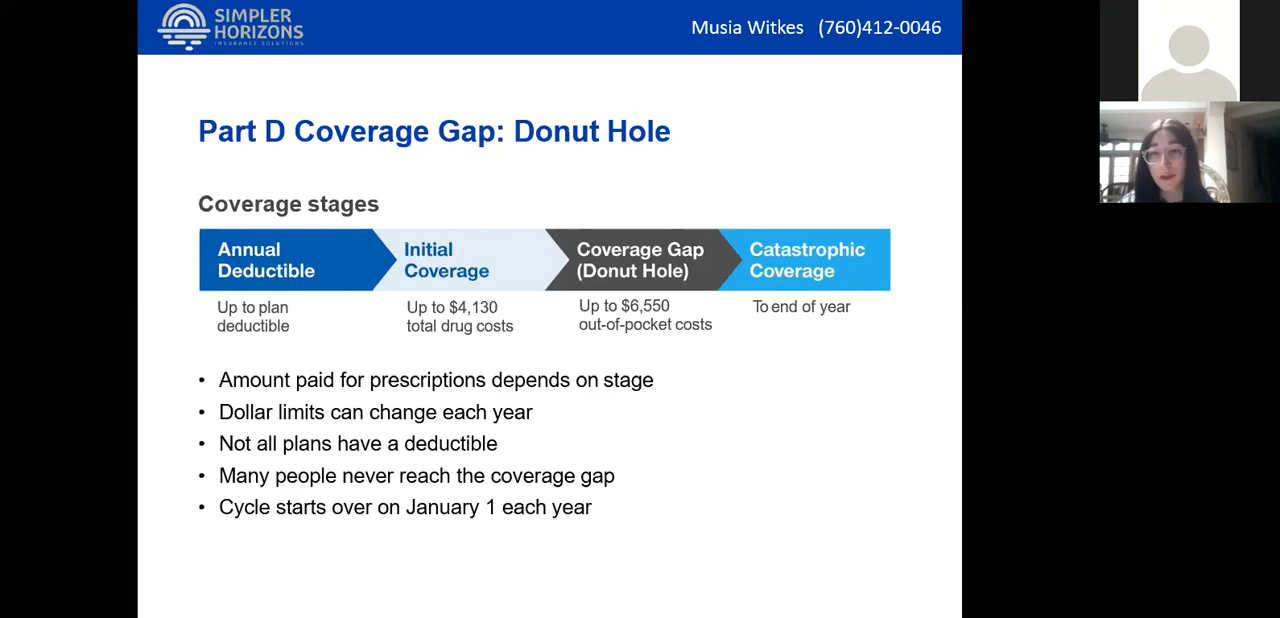 SIMPLER
HORIZONS
INSURANCE SOLUTIONS
Musia Witkes (760)412-0046
Part D Coverage Gap: Donut Hole
Coverage stages
Annual
Deductible
Initial
Coverage
Coverage Gap
(Donut Hole)
Catastrophic
Coverage
Up to plan
deductible
Up to $4,130
total drug costs
Up to $6,550
out-of-pocket costs
To end of year
• Amount paid for prescriptions depends on stage
• Dollar limits can change each year
• Not all plans have a deductible
• Many people never reach the coverage gap
• Cycle starts over on January 1 each year